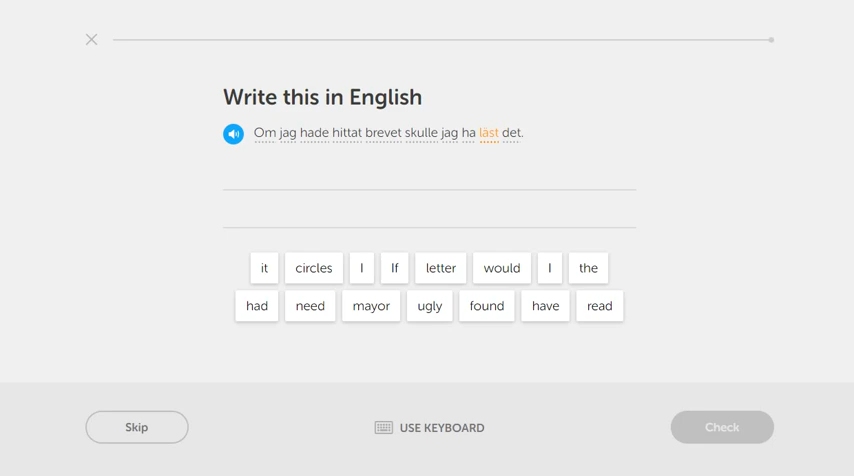 Write this in English
Om jag hade hittat brevet skulle jag ha läst det.
it circles I If letter would I the
had need mayor ugly found have read
Skip USE KEYBOARD Check